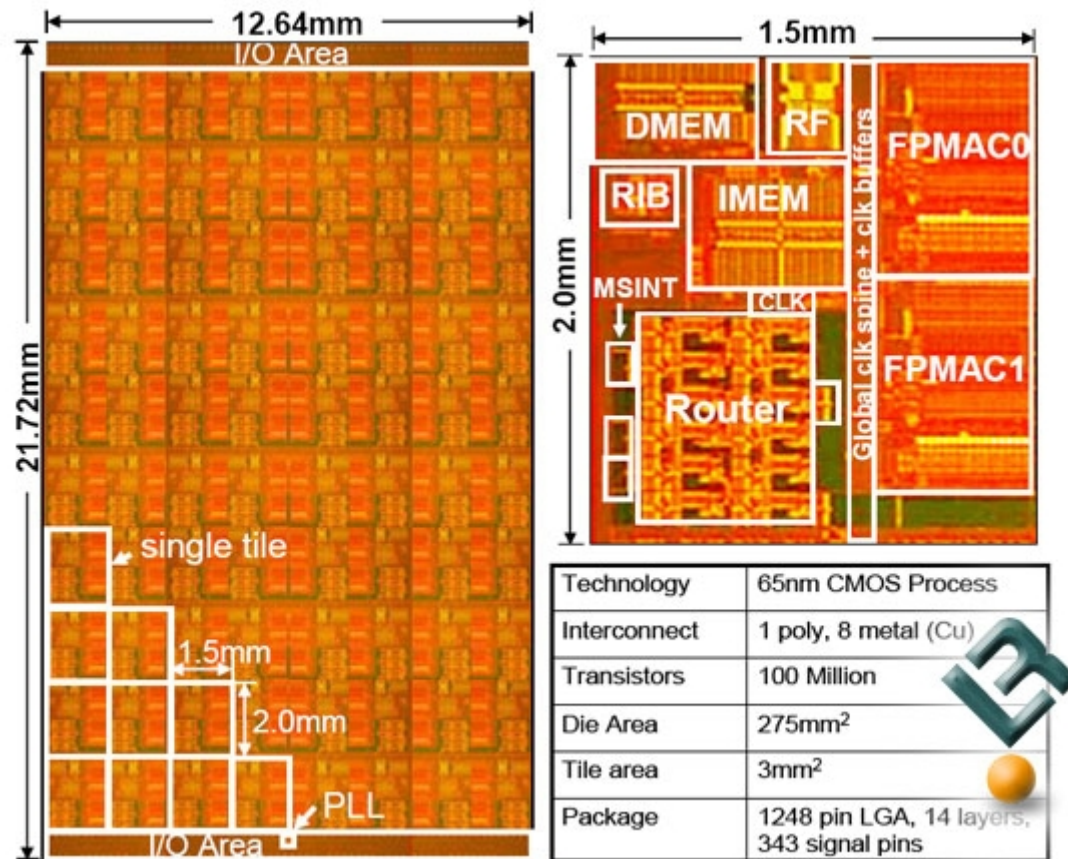 12.64mm
I/O Area
21.72mm
single tile
1.5mm
2.0mm
PLL
I/O Area
1.5mm
2.0mm
DMEM
RF
FPMAC0
RIB
IMEM
Global clk spine + clk buffers
MSINT
CLK
Router
FPMAC1
Technology 65nm CMOS Process
Interconnect 1 poly, 8 metal (Cu)
Transistors 100 Million
Die Area 275mm²
Tile area 3mm²
Package 1248 pin LGA, 14 layers,
343 signal pins